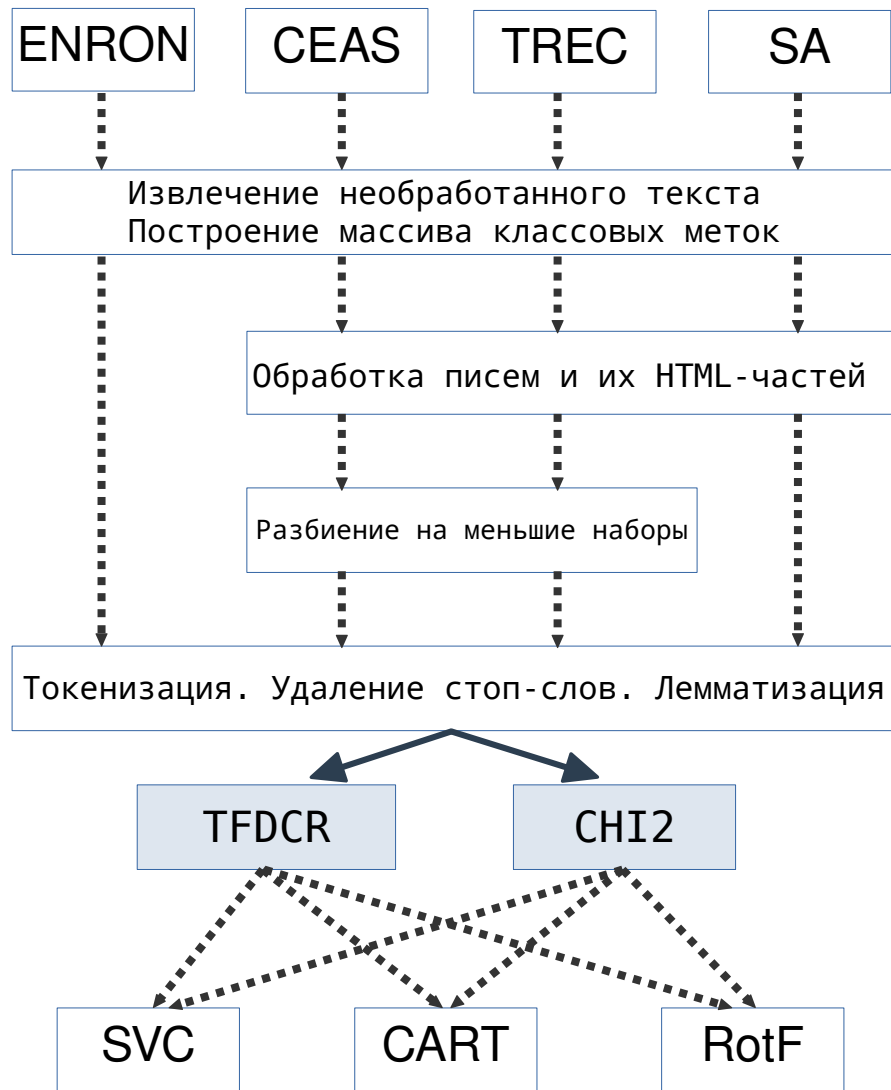 ENRON CEAS TREC SA
Извлечение необработанного текста
Построение массива классовых меток
Обработка писем и их HTML-частей
Разбиение на меньшие наборы
Токенизация. Удаление стоп-слов. Лемматизация
TFDCR CHI2
SVC CART RotF